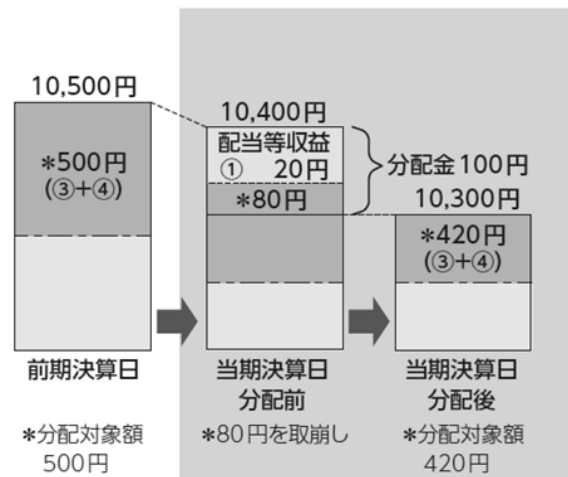 10,500円
*500円
(③+④)
前期決算日
*分配対象額
500円
10,400円
配当等収益
① 20円
*80円
分配金100円
当期決算日
分配前
*80円を取崩し
10,300円
*420円
(③+④)
当期決算日
分配後
*分配対象額
420円